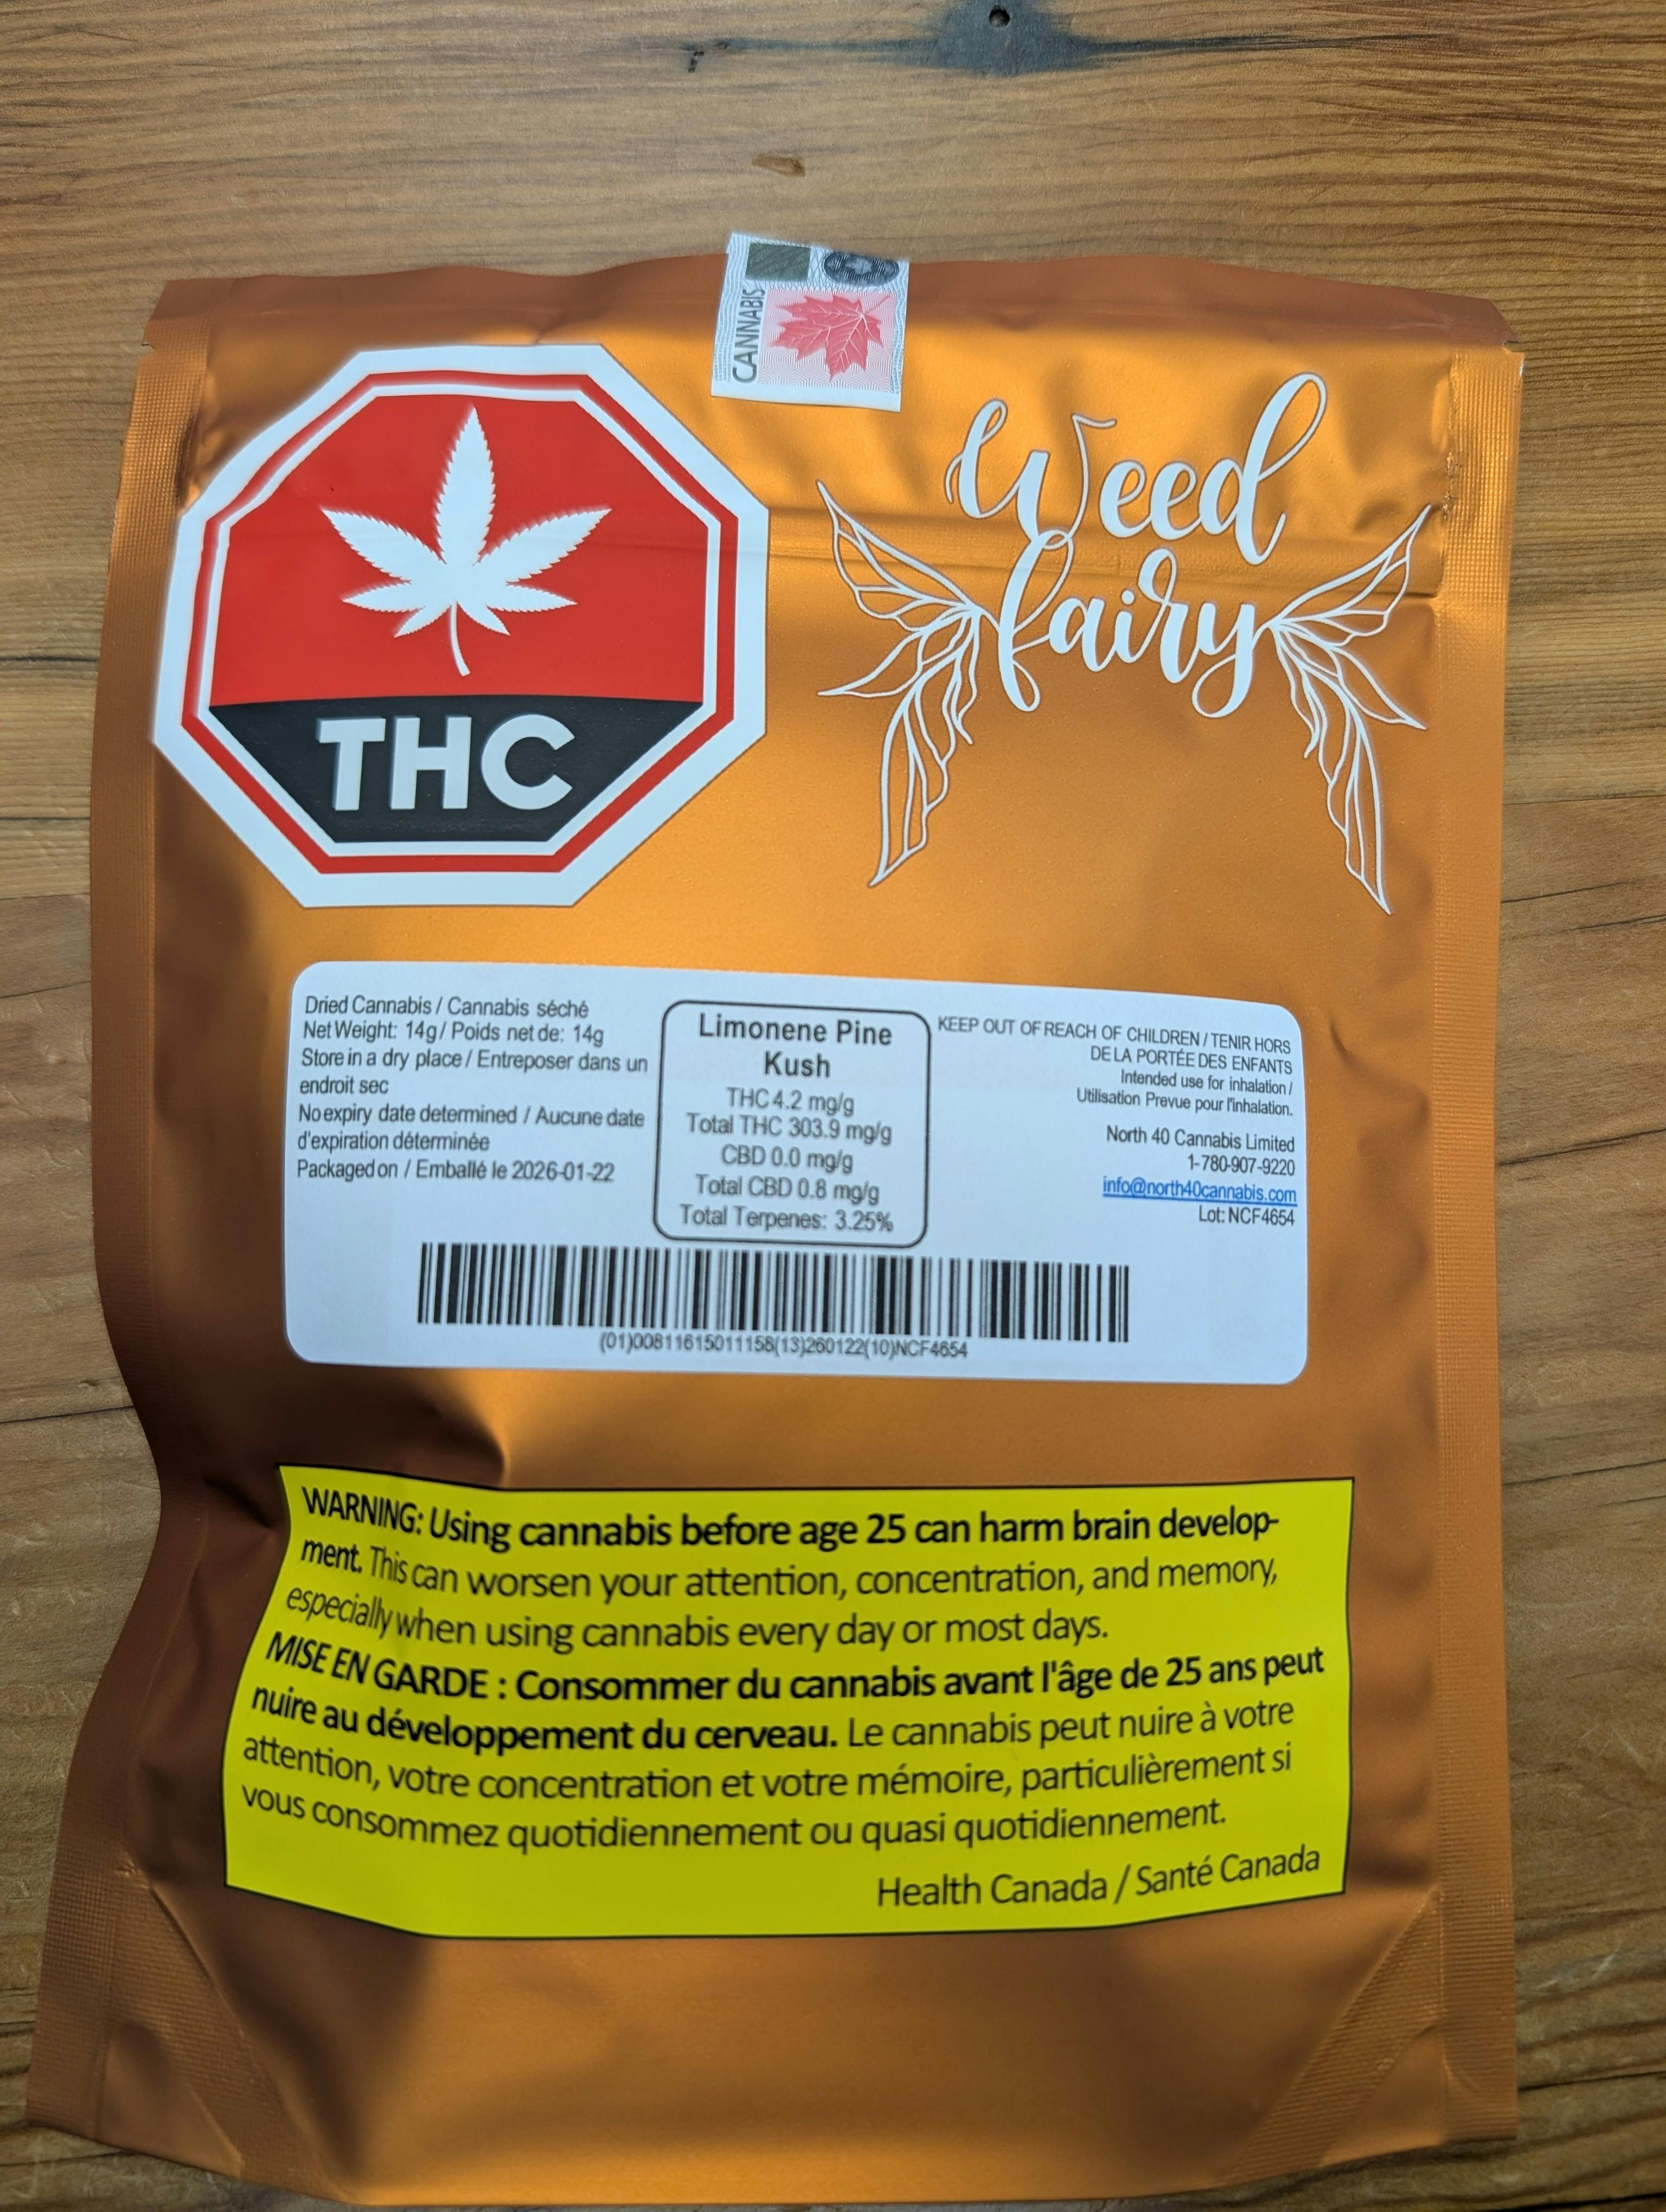 CANNABIS
THC
Weed
fairy
Dried Cannabis / Cannabis séché
Net Weight: 14g / Poids net de: 14g
Store in a dry place / Entreposer dans un
endroit sec
No expiry date determined / Aucune date
d'expiration déterminée
Packaged on / Emballé le 2026-01-22
Limonene Pine
Kush
THC 4.2 mg/g
Total THC 303.9 mg/g
CBD 0.0 mg/g
Total CBD 0.8 mg/g
Total Terpenes: 3.25%
KEEP OUT OF REACH OF CHILDREN / TENIR HORS
DE LA PORTÉE DES ENFANTS
Intended use for inhalation /
Utilisation Prevue pour l'inhalation.
North 40 Cannabis Limited
1-780-907-9220
info@north40cannabis.com
Lot: NCF4654
(01)00811615011158(13)260122(10)NCF4654
WARNING: Using cannabis before age 25 can harm brain develop-
ment. This can worsen your attention, concentration, and memory,
especially when using cannabis every day or most days.
MISE EN GARDE : Consommer du cannabis avant l'âge de 25 ans peut
nuire au développement du cerveau. Le cannabis peut nuire à votre
attention, votre concentration et votre mémoire, particulièrement si
vous consommez quotidiennement ou quasi quotidiennement.
Health Canada / Santé Canada